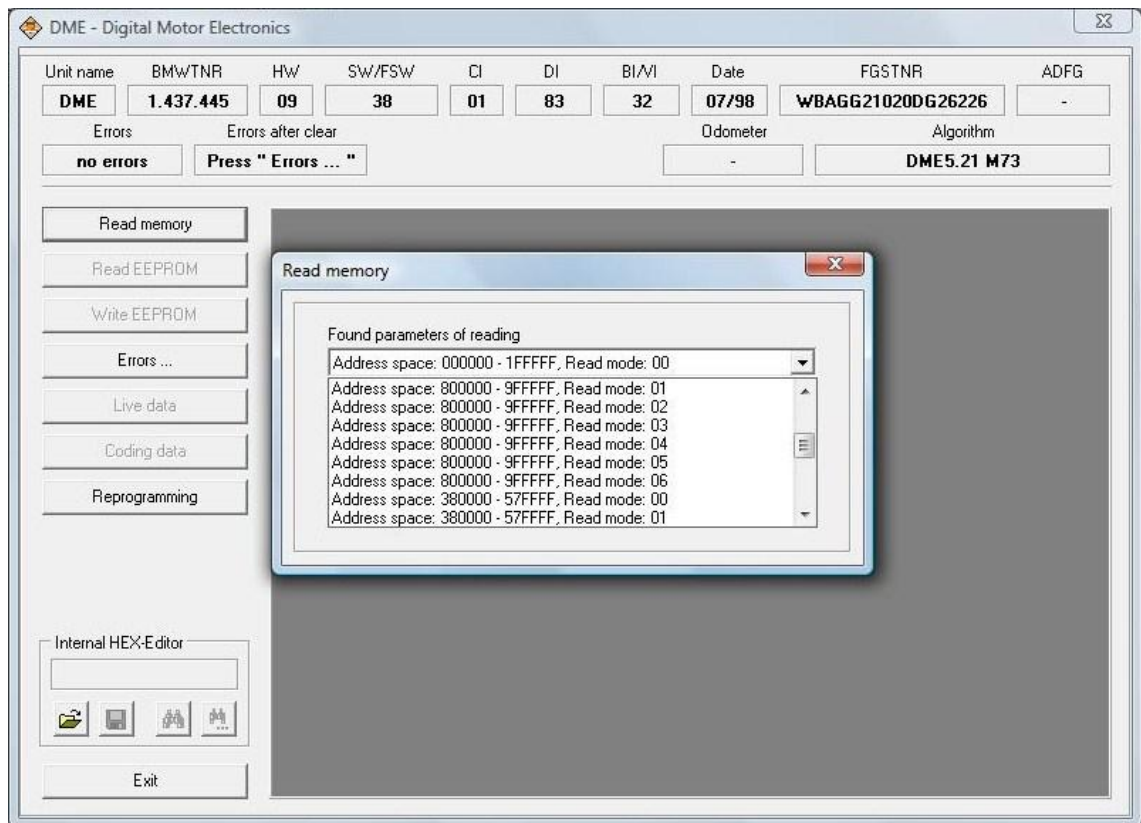 DME - Digital Motor Electronics
Unit name BMWTNR HW SW/FSW CI DI BI/VI Date FGSTNR ADFG
DME 1.437.445 09 38 01 83 32 07/98 WBAGG21020DG26226 -
Errors Errors after clear Odometer Algorithm
no errors Press " Errors ... " - DME5.21 M73
Read memory
Read EEPROM
Write EEPROM
Errors ...
Live data
Coding data
Reprogramming
Read memory
Found parameters of reading
Address space: 000000 - 1FFFFF, Read mode: 00
Address space: 800000 - 9FFFFF, Read mode: 01
Address space: 800000 - 9FFFFF, Read mode: 02
Address space: 800000 - 9FFFFF, Read mode: 03
Address space: 800000 - 9FFFFF, Read mode: 04
Address space: 800000 - 9FFFFF, Read mode: 05
Address space: 800000 - 9FFFFF, Read mode: 06
Address space: 380000 - 57FFFF, Read mode: 00
Address space: 380000 - 57FFFF, Read mode: 01
Internal HEX-Editor
Exit